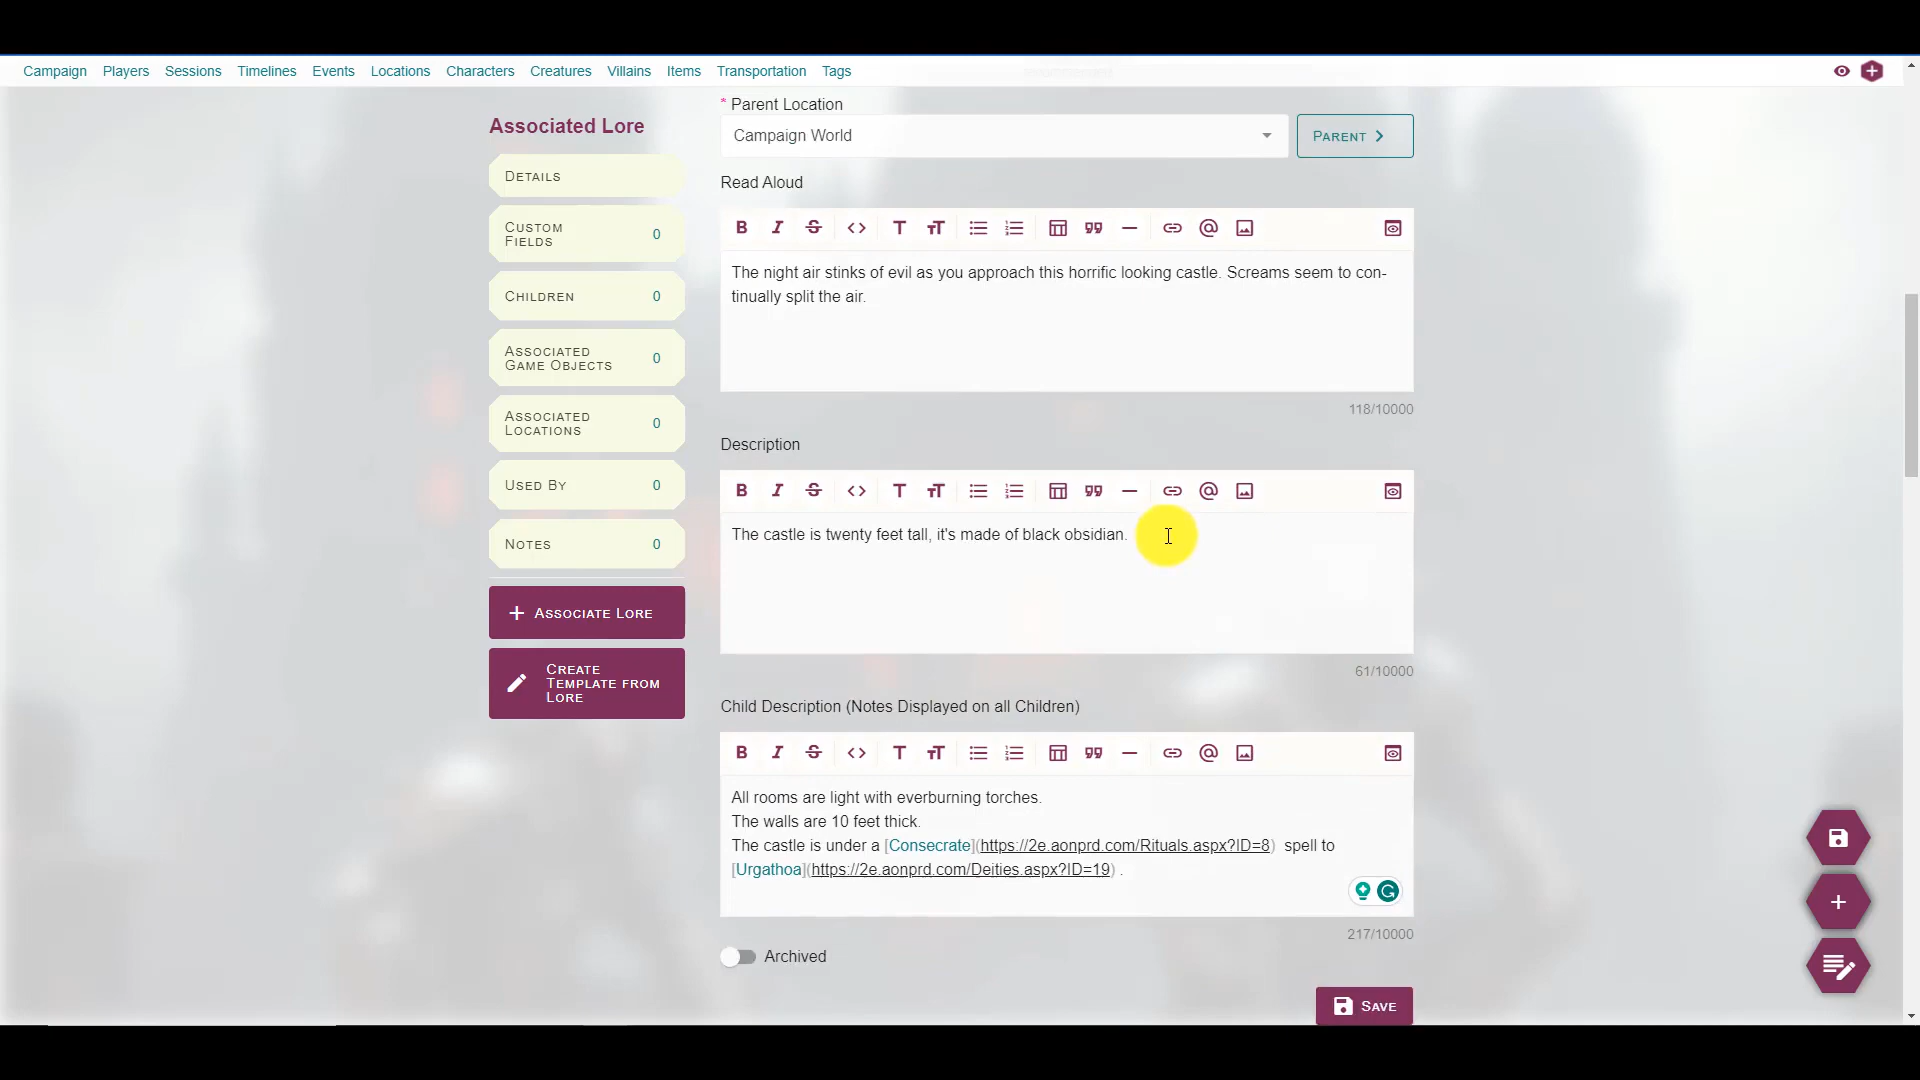 Campaign Players Sessions Timelines Events Locations Characters Creatures Villains Items Transportation Tags
Associated Lore
DETAILS
CUSTOM
FIELDS 0
CHILDREN 0
ASSOCIATED
GAME OBJECTS 0
ASSOCIATED
LOCATIONS 0
USED BY 0
NOTES 0
+ ASSOCIATE LORE
CREATE
TEMPLATE FROM
LORE
* Parent Location
Campaign World
PARENT >
Read Aloud
The night air stinks of evil as you approach this horrific looking castle. Screams seem to con-
tinually split the air.
118/10000
Description
The castle is twenty feet tall, it's made of black obsidian.
61/10000
Child Description (Notes Displayed on all Children)
All rooms are light with everburning torches.
The walls are 10 feet thick.
The castle is under a [Consecrate](https://2e.aonprd.com/Rituals.aspx?ID=8) spell to
[Urgathoa](https://2e.aonprd.com/Deities.aspx?ID=19) .
217/10000
Archived
SAVE